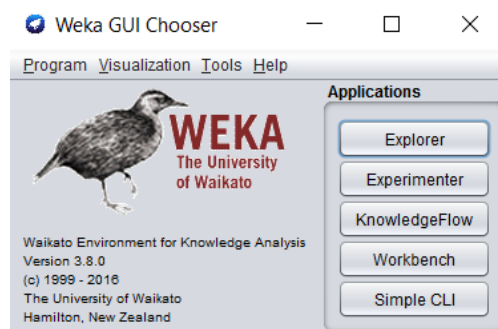 Weka GUI Chooser
Program Visualization Tools Help
Applications
WEKA
The University
of Waikato
Explorer
Experimenter
KnowledgeFlow
Workbench
Simple CLI
Waikato Environment for Knowledge Analysis
Version 3.8.0
(c) 1999 - 2016
The University of Waikato
Hamilton, New Zealand